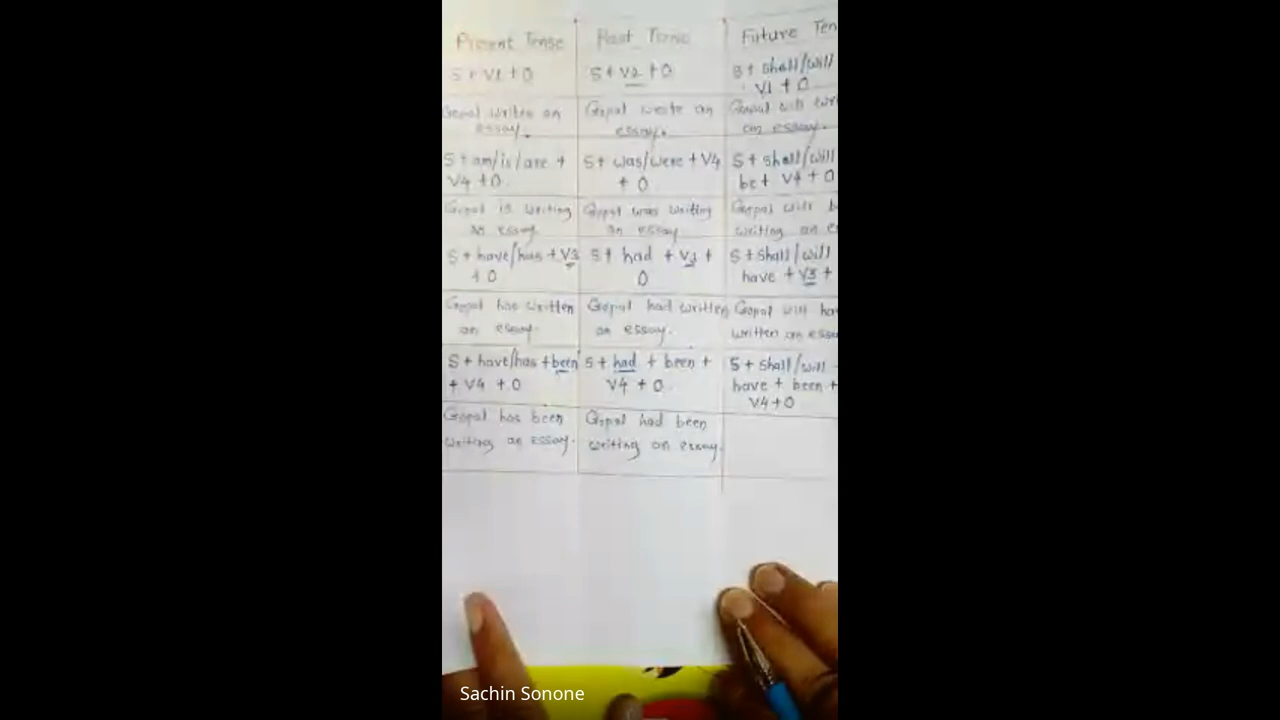 Present Tense
Past Tense
Future Ten
S + V1 + O
S + V2 + O
S + shall/will
V1 + O
Gopal writes an
essay.
Gopal wrote an
essay.
Gopal will wri
an essay.
S + am/is/are +
V4 + O
S + was/were + V4
+ O
S + shall/will
be + V4 + O
Gopal is writing
an essay
Gopal was writing
an essay
Gopal will b
writing an e
S + have/has + V3
+ O
S + had + V3 +
O
S + shall/will
have + V3 +
Gopal has written
an essay.
Gopal had written
an essay.
Gopal will hav
written an essa
S + have/has + been
+ V4 + O
S + had + been +
V4 + O.
S + shall/will
have + been +
V4 + O
Gopal has been
writing an essay.
Gopal had been
writing an essay.
Sachin Sonone